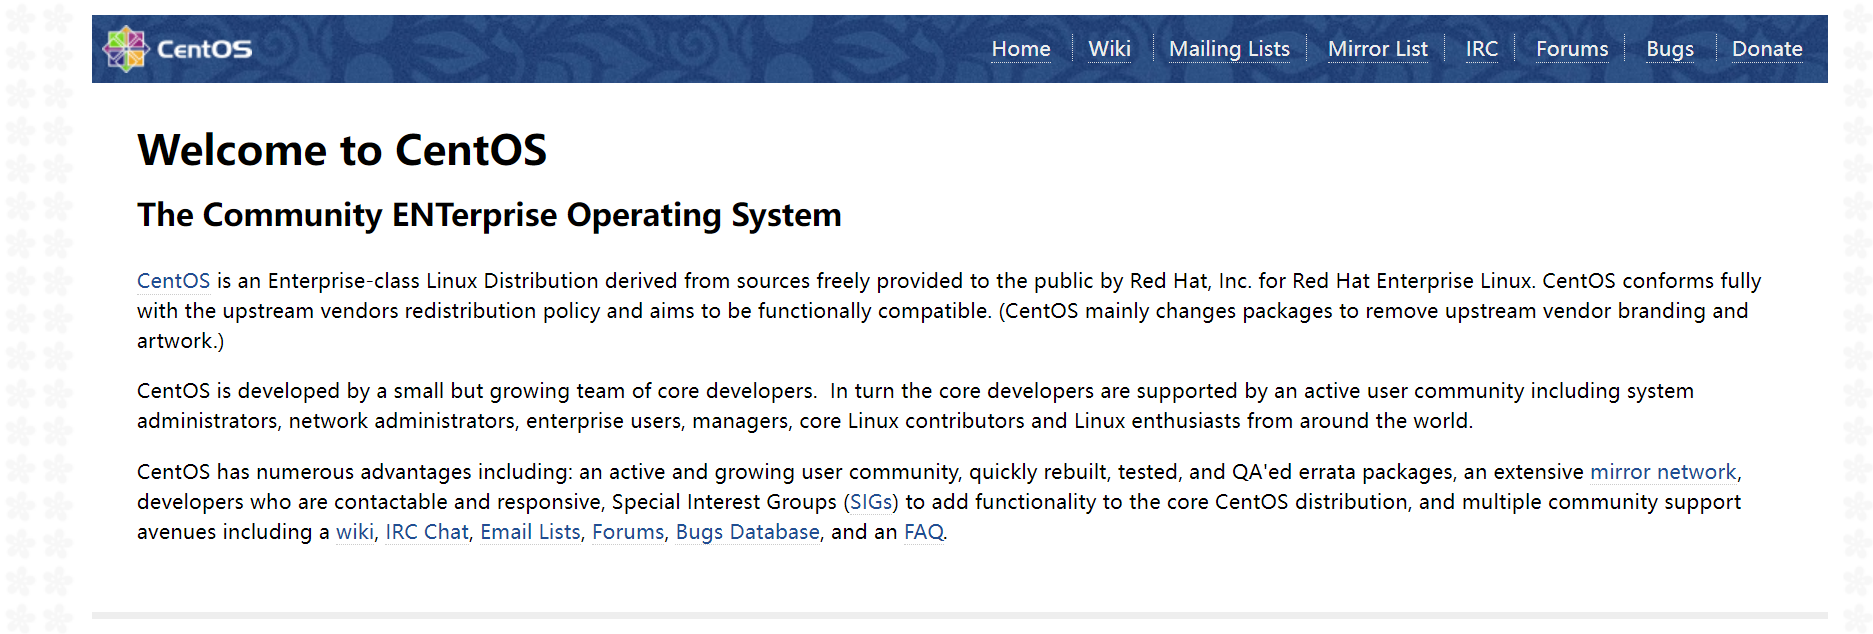 CentOS
Home Wiki Mailing Lists Mirror List IRC Forums Bugs Donate
Welcome to CentOS
The Community ENTerprise Operating System
CentOS is an Enterprise-class Linux Distribution derived from sources freely provided to the public by Red Hat, Inc. for Red Hat Enterprise Linux. CentOS conforms fully
with the upstream vendors redistribution policy and aims to be functionally compatible. (CentOS mainly changes packages to remove upstream vendor branding and
artwork.)
CentOS is developed by a small but growing team of core developers.  In turn the core developers are supported by an active user community including system
administrators, network administrators, enterprise users, managers, core Linux contributors and Linux enthusiasts from around the world.
CentOS has numerous advantages including: an active and growing user community, quickly rebuilt, tested, and QA'ed errata packages, an extensive mirror network,
developers who are contactable and responsive, Special Interest Groups (SIGs) to add functionality to the core CentOS distribution, and multiple community support
avenues including a wiki, IRC Chat, Email Lists, Forums, Bugs Database, and an FAQ.